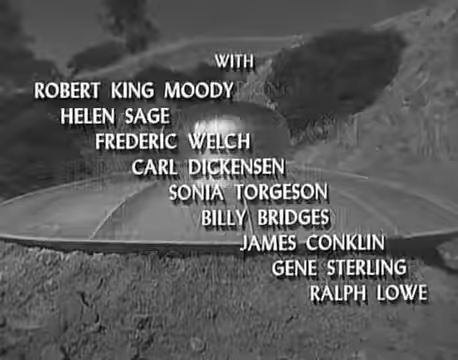 WITH
ROBERT KING MOODY
HELEN SAGE
FREDERIC WELCH
CARL DICKENSEN
SONIA TORGESON
BILLY BRIDGES
JAMES CONKLIN
GENE STERLING
RALPH LOWE